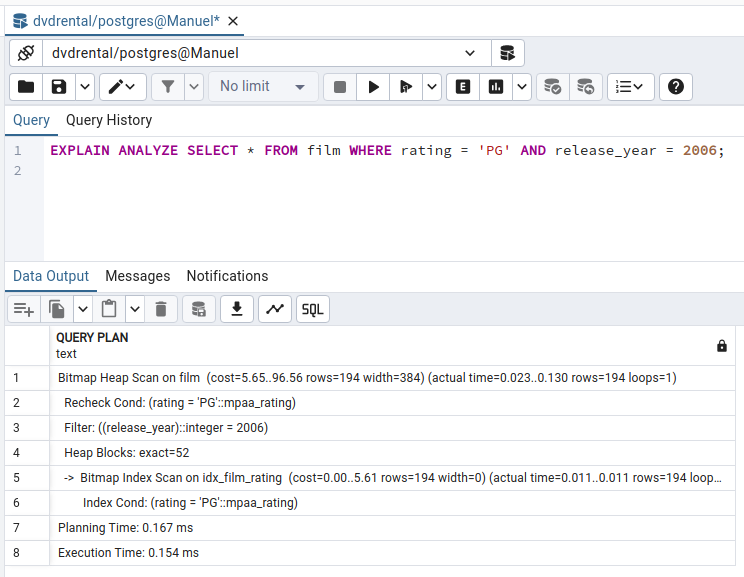 dvdrental/postgres@Manuel*
dvdrental/postgres@Manuel
No limit
E
Query Query History
1 EXPLAIN ANALYZE SELECT * FROM film WHERE rating = 'PG' AND release_year = 2006;
2
Data Output Messages Notifications
SQL
QUERY PLAN
text
1 Bitmap Heap Scan on film (cost=5.65..96.56 rows=194 width=384) (actual time=0.023..0.130 rows=194 loops=1)
2 Recheck Cond: (rating = 'PG'::mpaa_rating)
3 Filter: ((release_year)::integer = 2006)
4 Heap Blocks: exact=52
5 -> Bitmap Index Scan on idx_film_rating (cost=0.00..5.61 rows=194 width=0) (actual time=0.011..0.011 rows=194 loop...
6 Index Cond: (rating = 'PG'::mpaa_rating)
7 Planning Time: 0.167 ms
8 Execution Time: 0.154 ms